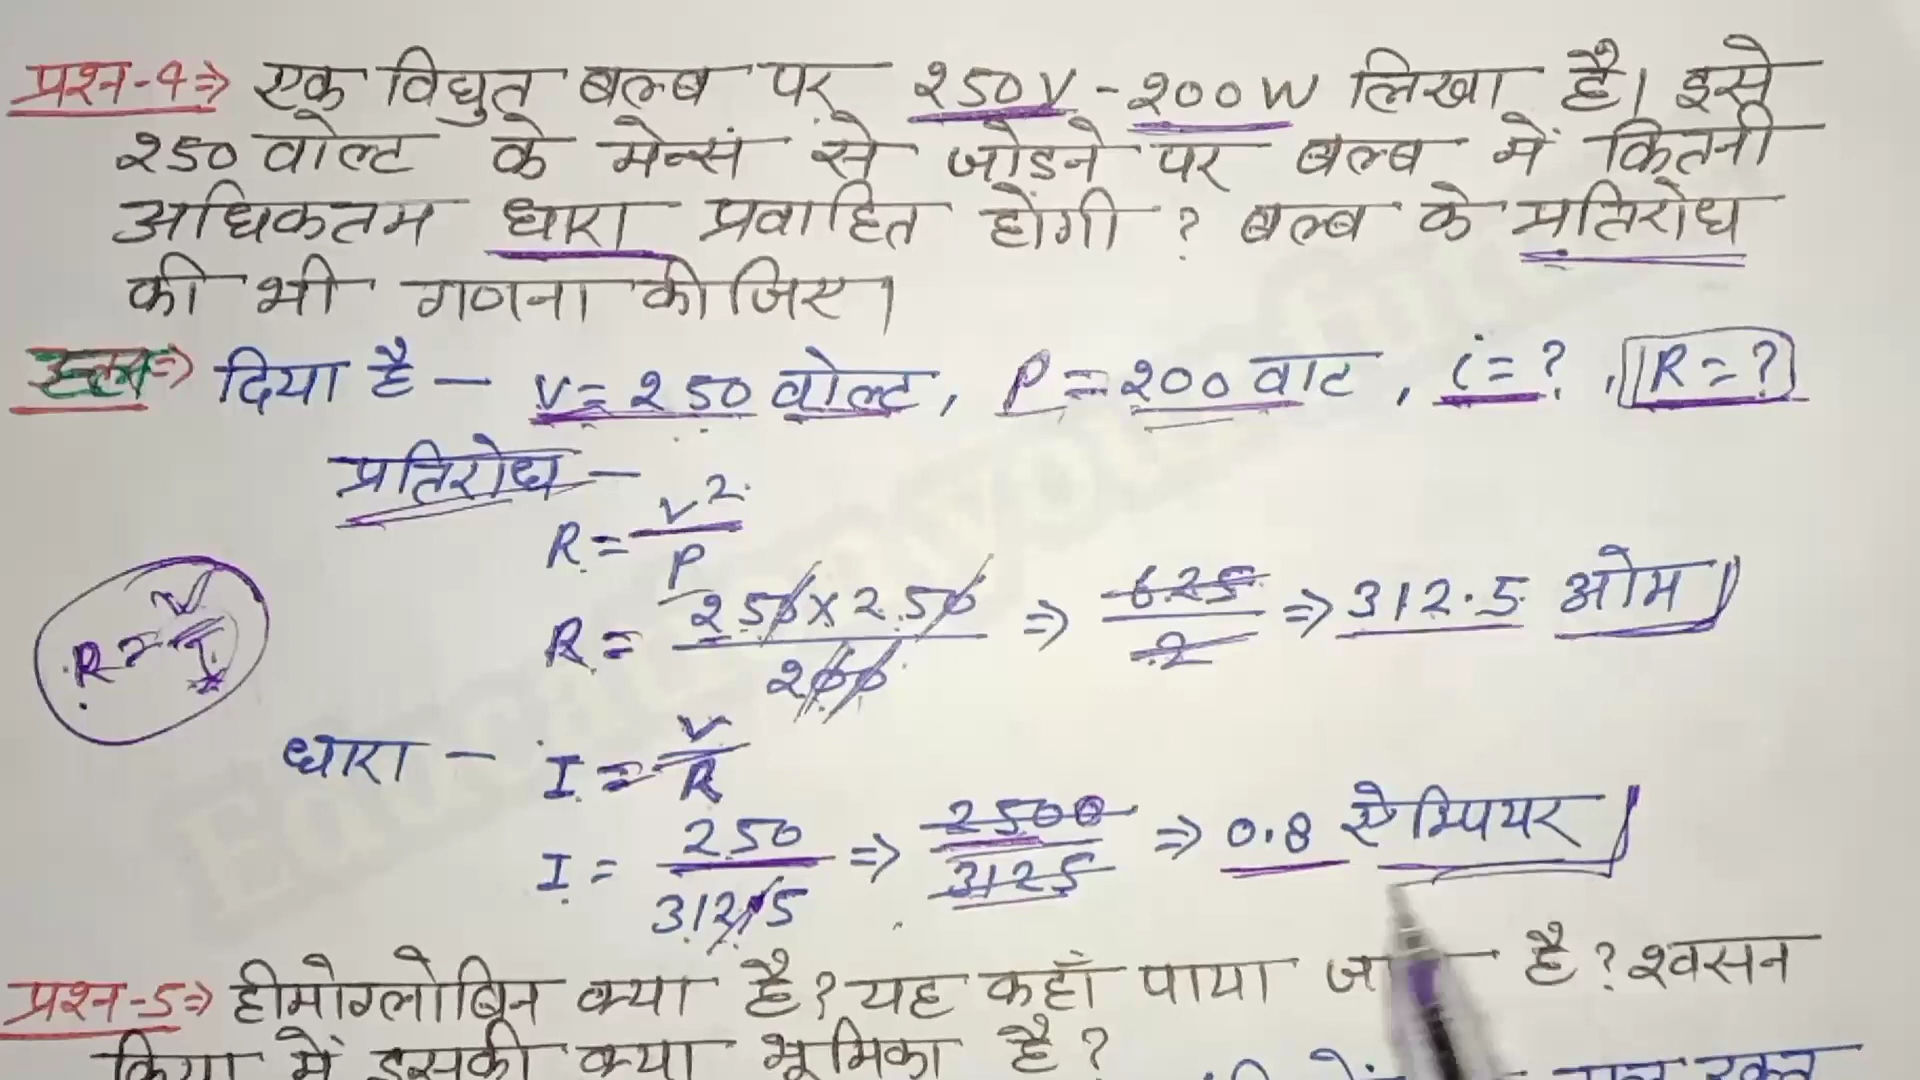 प्रश्न-4⇒ एक विधुत बल्ब पर 250V-200W लिखा है। इसे
250 वोल्ट के मेन्स से जोडने पर बल्ब में कितनी
अधिकतम धारा प्रवाहित होंगी ? बल्ब के प्रतिरोध
की भी गणना कीजिए।
हल⇒ दिया है - V=250 वोल्ट, P=200 वाट, i=?, R=?
प्रतिरोध -
R = V²/P
R = 250×250/200 ⇒ 625/2 ⇒ 312.5 ओम
R=V/I
धारा - I = V/R
I = 250/312.5 ⇒ 2500/3125 ⇒ 0.8 ऐम्पियर
प्रश्न-5⇒ हीमोग्लोबिन क्या है? यह कहाँ पाया है? श्वसन
क्रिया में इसकी क्या भूमिका है?